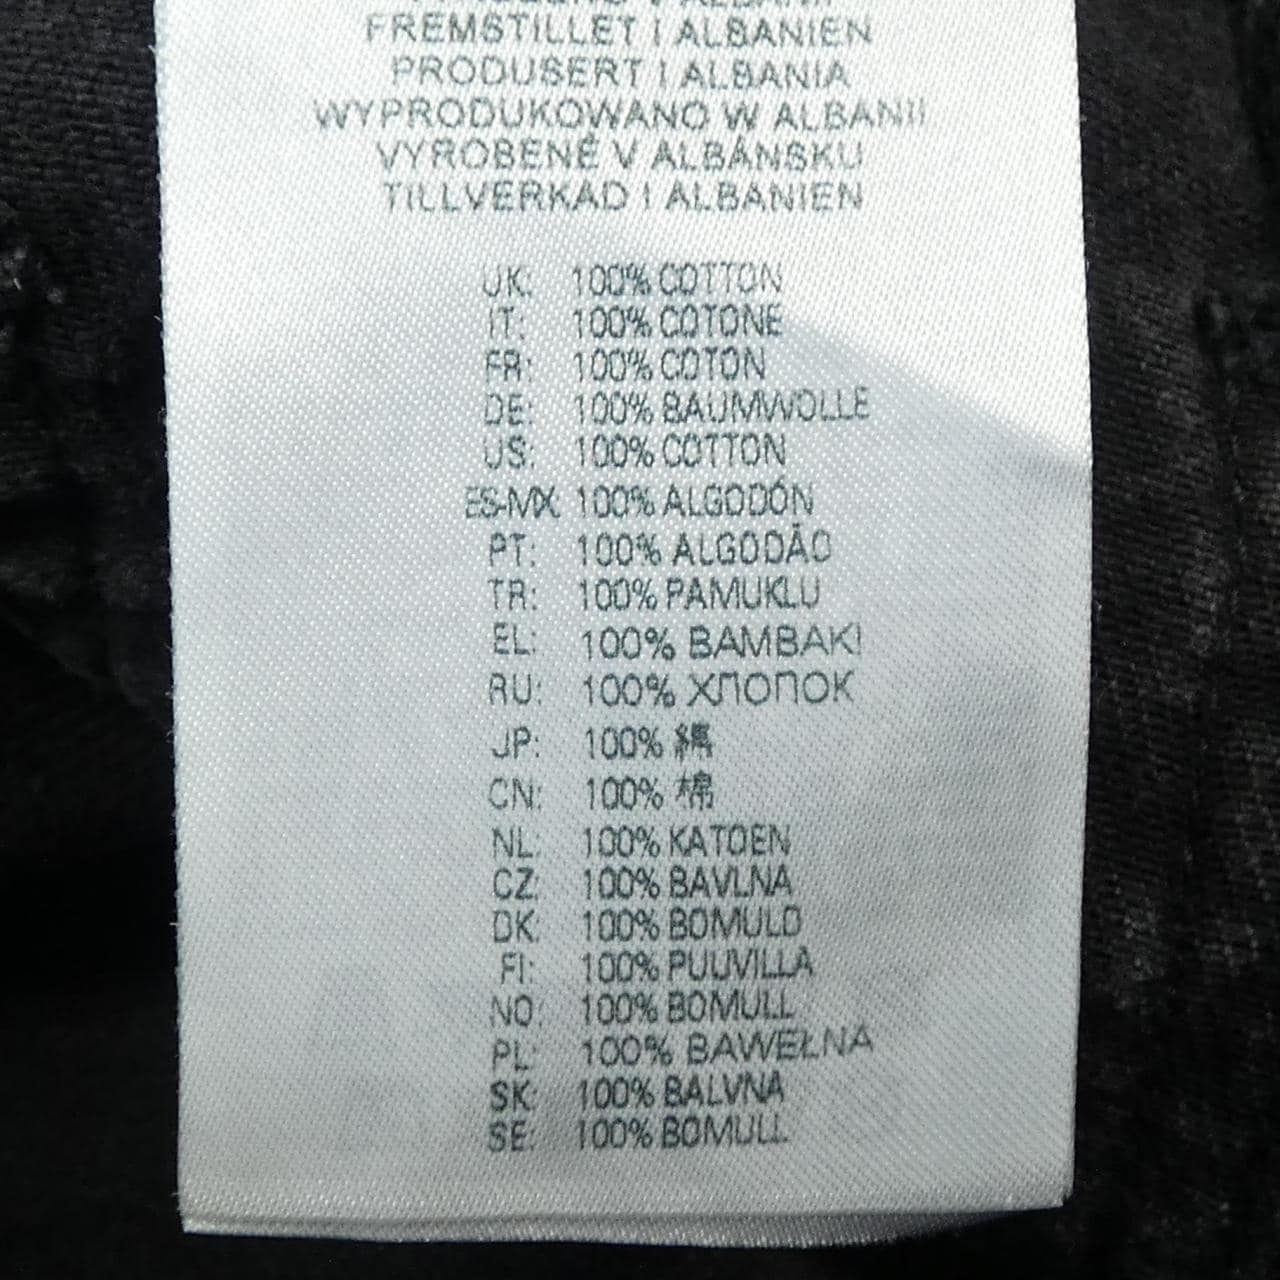 V ALBANII
FREMSTILLET I ALBANIEN
PRODUSERT I ALBANIA
WYPRODUKOWANO W ALBANII
VYROBENÉ V ALBÁNSKU
TILLVERKAD I ALBANIEN
UK: 100% COTTON
IT: 100% COTONE
FR: 100% COTON
DE: 100% BAUMWOLLE
US: 100% COTTON
ES-MX 100% ALGODÓN
PT: 100% ALGODÃO
TR: 100% PAMUKLU
EL: 100% BAMBAKI
RU: 100% ХЛОПОК
JP: 100% 綿
CN: 100% 棉
NL: 100% KATOEN
CZ: 100% BAVLNA
DK: 100% BOMULD
FI: 100% PUUVILLA
NO: 100% BOMULL
PL: 100% BAWEŁNA
SK: 100% BALVNA
SE: 100% BOMULL